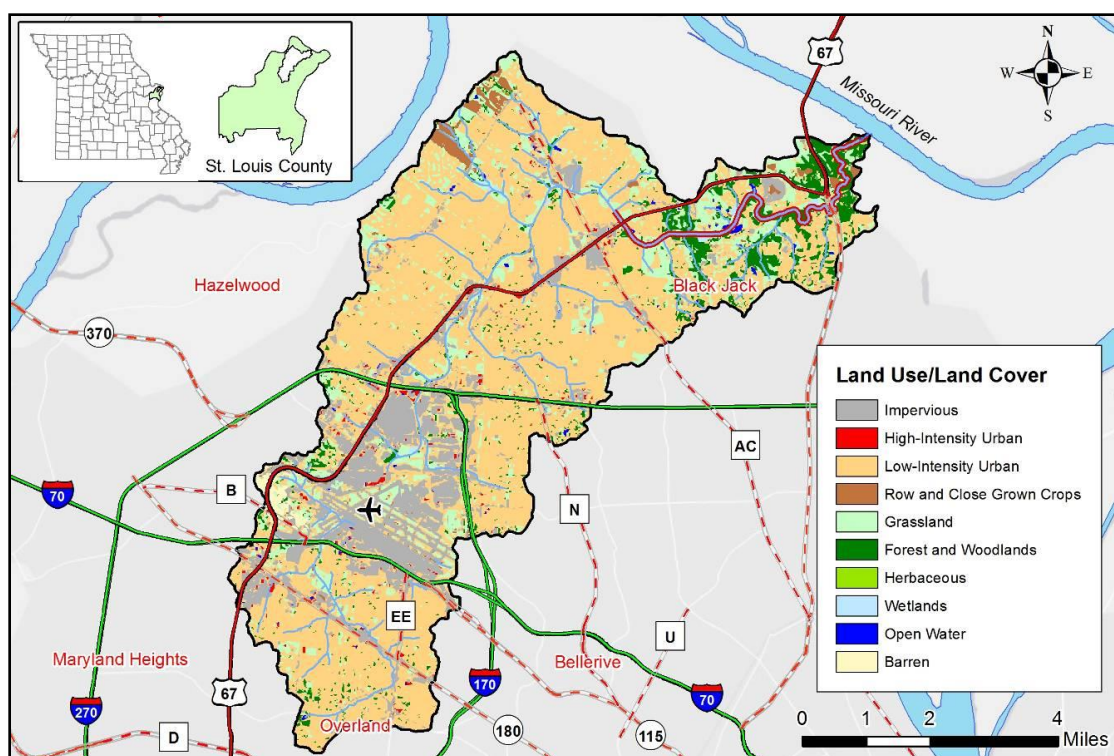 St. Louis County
67
Missouri River
N
W
E
S
Hazelwood
Black Jack
370
AC
70
B
N
EE
U
Maryland Heights
Bellerive
67
170
70
270
Overland
D
180
115
Land Use/Land Cover
Impervious
High-Intensity Urban
Low-Intensity Urban
Row and Close Grown Crops
Grassland
Forest and Woodlands
Herbaceous
Wetlands
Open Water
Barren
0 1 2 4
Miles